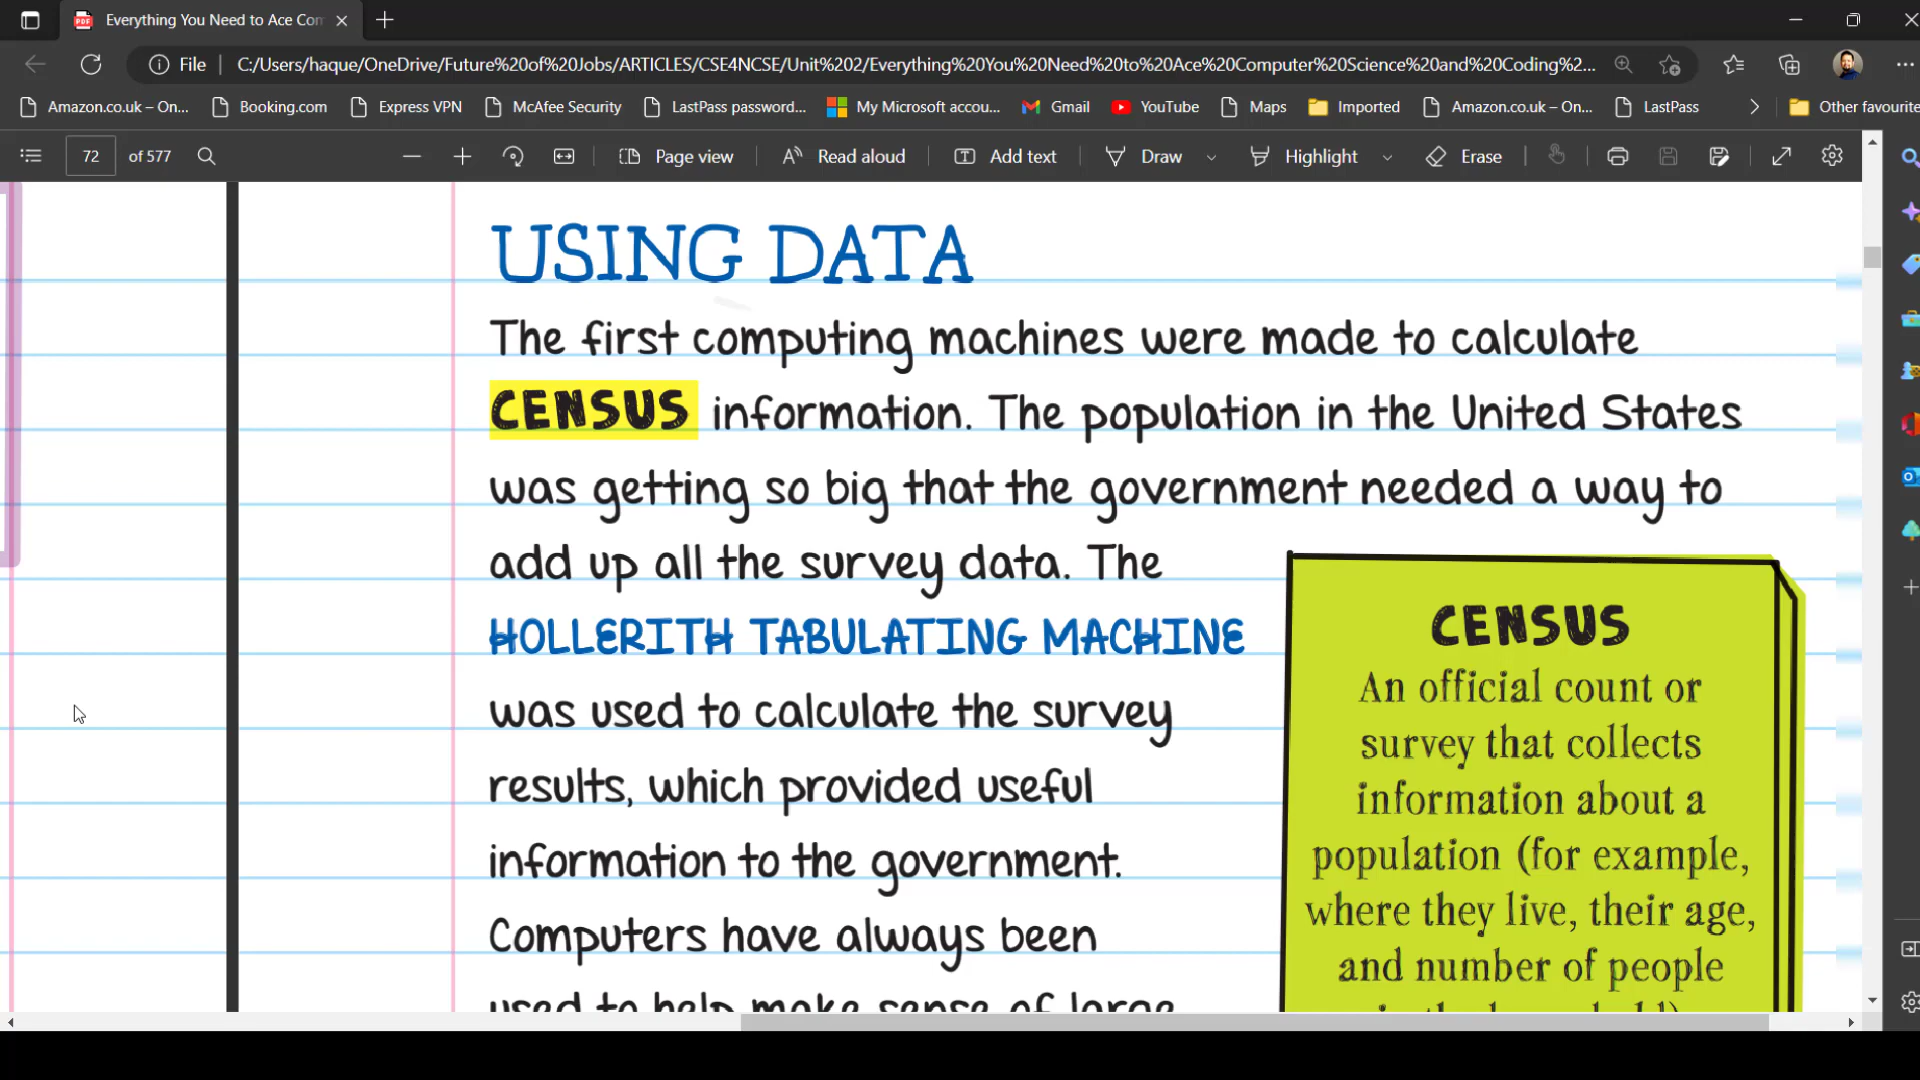 Everything You Need to Ace Com
File
C:/Users/haque/OneDrive/Future%20of%20Jobs/ARTICLES/CSE4NCSE/Unit%202/Everything%20You%20Need%20to%20Ace%20Computer%20Science%20and%20Coding%2...
Amazon.co.uk – On...
Booking.com
Express VPN
McAfee Security
LastPass password...
My Microsoft accou...
Gmail
YouTube
Maps
Imported
Amazon.co.uk – On...
LastPass
Other favourite
72 of 577
Page view
Read aloud
Add text
Draw
Highlight
Erase
USING DATA
The first computing machines were made to calculate
CENSUS information. The population in the United States
was getting so big that the government needed a way to
add up all the survey data. The
HOLLERITH TABULATING MACHINE
was used to calculate the survey
results, which provided useful
information to the government.
Computers have always been
used to help make sense of large
CENSUS
An official count or
survey that collects
information about a
population (for example,
where they live, their age,
and number of people